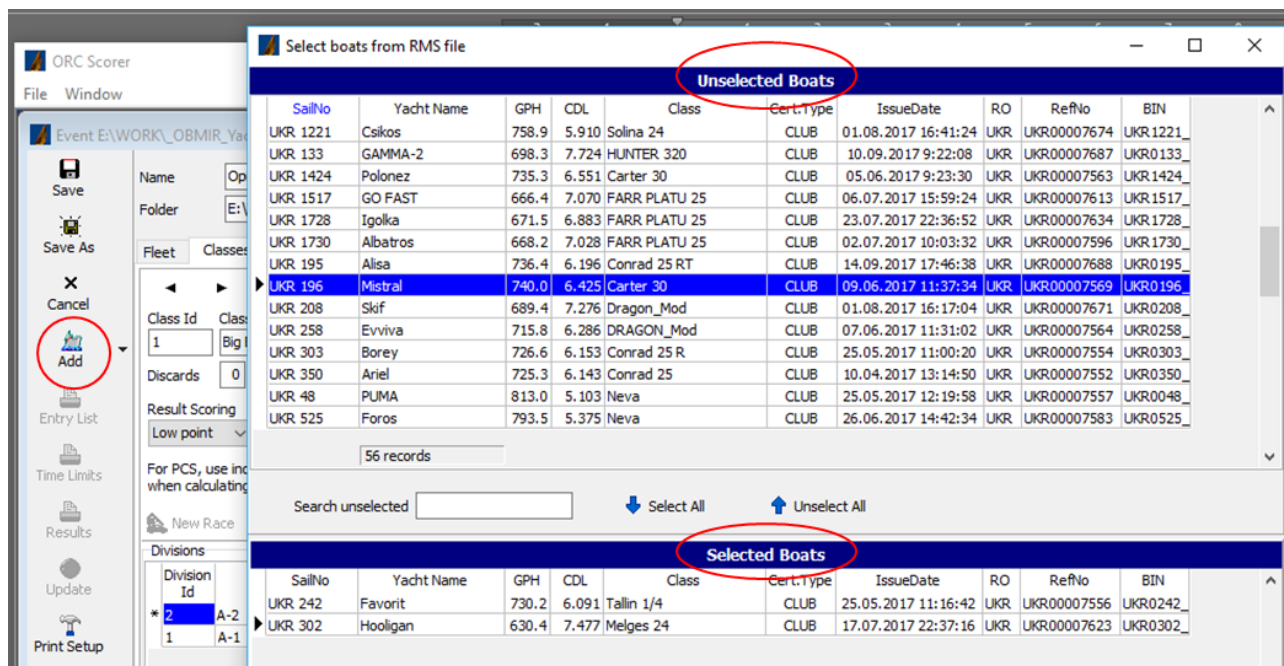 ORC Scorer
File Window
Event E:\WORK\_OBMIR_Yac
Save
Save As
Cancel
Add
Entry List
Time Limits
Results
Update
Print Setup
Name Op
Folder E:\
Fleet Classes
Class Id Clas
1 Big
Discards 0
Result Scoring
Low point
For PCS, use ind
when calculating
New Race
Divisions
Division
Id
* 2 A-2
1 A-1
Select boats from RMS file
Unselected Boats
SailNo Yacht Name GPH CDL Class Cert.Type IssueDate RO RefNo BIN
UKR 1221 Csikos 758.9 5.910 Solina 24 CLUB 01.08.2017 16:41:24 UKR UKR00007674 UKR1221_
UKR 133 GAMMA-2 698.3 7.724 HUNTER 320 CLUB 10.09.2017 9:22:08 UKR UKR00007687 UKR0133_
UKR 1424 Polonez 735.3 6.551 Carter 30 CLUB 05.06.2017 9:23:30 UKR UKR00007563 UKR1424_
UKR 1517 GO FAST 666.4 7.070 FARR PLATU 25 CLUB 06.07.2017 15:59:24 UKR UKR00007613 UKR1517_
UKR 1728 Igolka 671.5 6.883 FARR PLATU 25 CLUB 23.07.2017 22:36:52 UKR UKR00007634 UKR1728_
UKR 1730 Albatros 668.2 7.028 FARR PLATU 25 CLUB 02.07.2017 10:03:32 UKR UKR00007596 UKR1730_
UKR 195 Alisa 736.4 6.196 Conrad 25 RT CLUB 14.09.2017 17:46:38 UKR UKR00007688 UKR0195_
UKR 196 Mistral 740.0 6.425 Carter 30 CLUB 09.06.2017 11:37:34 UKR UKR00007569 UKR0196_
UKR 208 Skif 689.4 7.276 Dragon_Mod CLUB 01.08.2017 16:17:04 UKR UKR00007671 UKR0208_
UKR 258 Evviva 715.8 6.286 DRAGON_Mod CLUB 07.06.2017 11:31:02 UKR UKR00007564 UKR0258_
UKR 303 Borey 726.6 6.153 Conrad 25 R CLUB 25.05.2017 11:00:20 UKR UKR00007554 UKR0303_
UKR 350 Ariel 725.3 6.143 Conrad 25 CLUB 10.04.2017 13:14:50 UKR UKR00007552 UKR0350_
UKR 48 PUMA 813.0 5.103 Neva CLUB 25.05.2017 12:19:58 UKR UKR00007557 UKR0048_
UKR 525 Foros 793.5 5.375 Neva CLUB 26.06.2017 14:42:34 UKR UKR00007583 UKR0525_
56 records
Search unselected Select All Unselect All
Selected Boats
SailNo Yacht Name GPH CDL Class Cert.Type IssueDate RO RefNo BIN
UKR 242 Favorit 730.2 6.091 Tallin 1/4 CLUB 25.05.2017 11:16:42 UKR UKR00007556 UKR0242_
UKR 302 Hooligan 630.4 7.477 Melges 24 CLUB 17.07.2017 22:37:16 UKR UKR00007623 UKR0302_